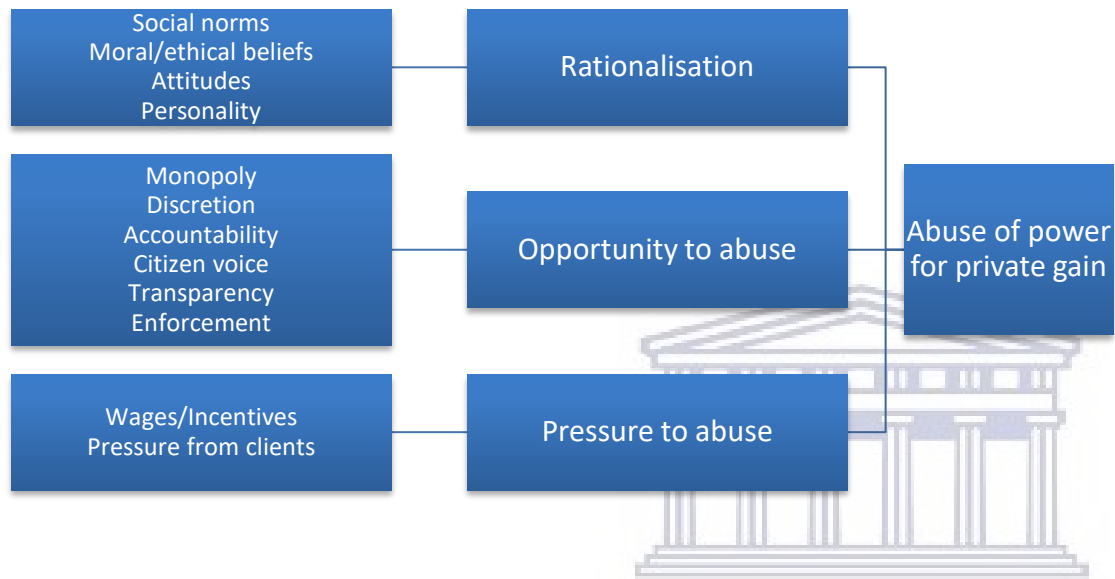 Social norms
Moral/ethical beliefs
Attitudes
Personality
Rationalisation
Monopoly
Discretion
Accountability
Citizen voice
Transparency
Enforcement
Opportunity to abuse
Abuse of power
for private gain
Wages/Incentives
Pressure from clients
Pressure to abuse